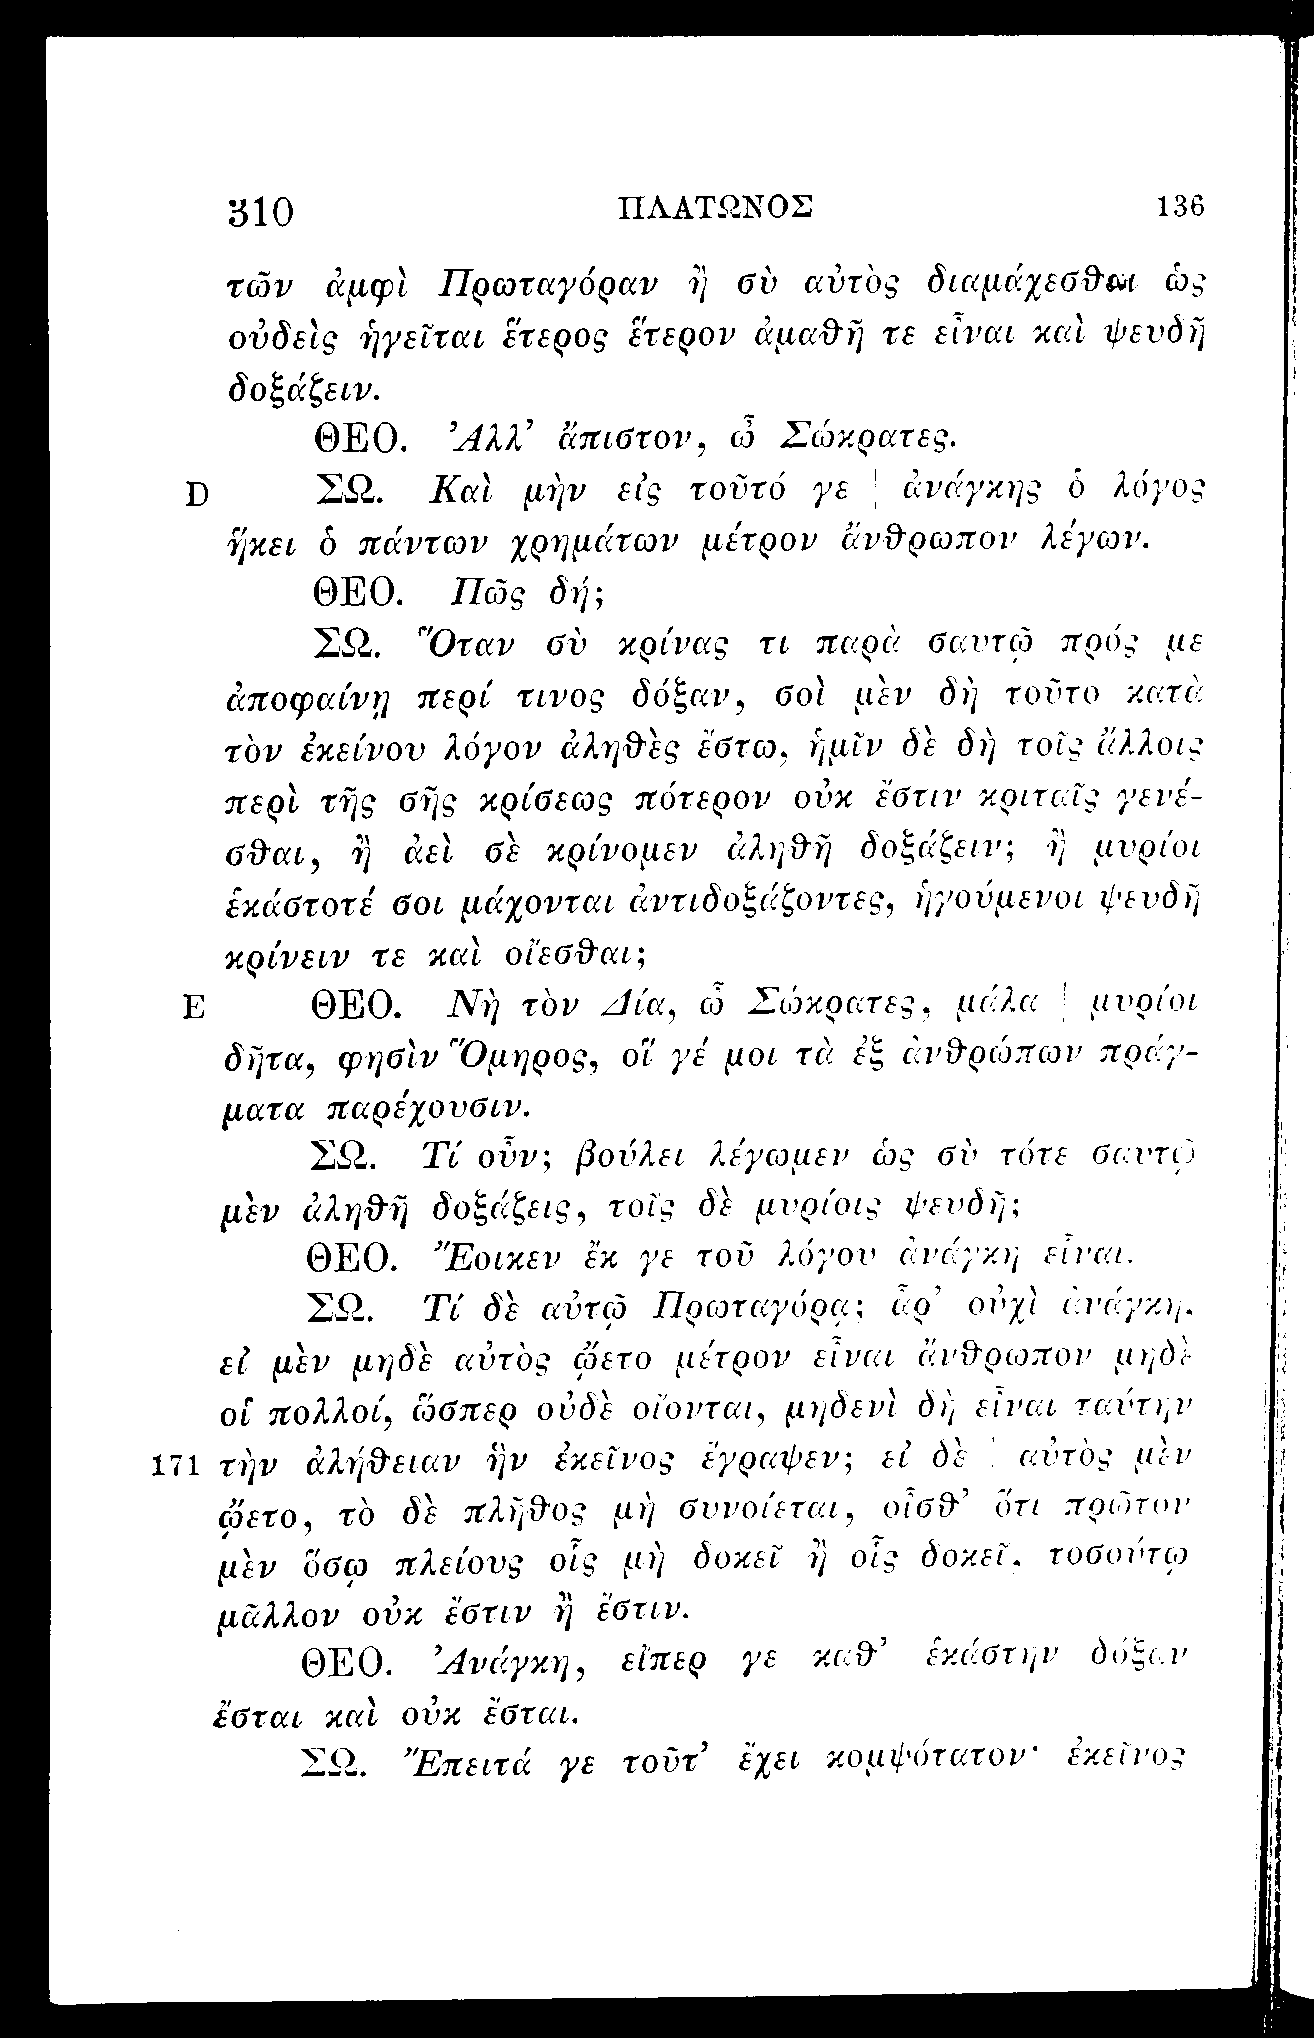 310 ΠΛΑΤΩΝΟΣ 136
τῶν ἀμφὶ Πρωταγόραν ἢ σὺ αὐτὸς διαμάχεσθαι ὡς
οὐδεὶς ἡγεῖται ἕτερος ἕτερον ἀμαθῆ τε εἶναι καὶ ψευδῆ
δοξάζειν.
ΘΕΟ. Ἀλλ’ ἄπιστον, ὦ Σώκρατες.
D ΣΩ. Καὶ μὴν εἰς τοῦτό γε | ἀνάγκης ὁ λόγος
ἥκει ὁ πάντων χρημάτων μέτρον ἄνθρωπον λέγων.
ΘΕΟ. Πῶς δή;
ΣΩ. Ὅταν σὺ κρίνας τι παρὰ σαυτῷ πρός με
ἀποφαίνῃ περί τινος δόξαν, σοὶ μὲν δὴ τοῦτο κατὰ
τὸν ἐκείνου λόγον ἀληθὲς ἔστω, ἡμῖν δὲ δὴ τοῖς ἄλλοις
περὶ τῆς σῆς κρίσεως πότερον οὐκ ἔστιν κριταῖς γενέ-
σθαι, ἢ ἀεὶ σὲ κρίνομεν ἀληθῆ δοξάζειν; ἢ μυρίοι
ἑκάστοτέ σοι μάχονται ἀντιδοξάζοντες, ἡγούμενοι ψευδῆ
κρίνειν τε καὶ οἴεσθαι;
E ΘΕΟ. Νὴ τὸν Δία, ὦ Σώκρατες, μάλα | μυρίοι
δῆτα, φησὶν Ὅμηρος, οἵ γέ μοι τὰ ἐξ ἀνθρώπων πράγ-
ματα παρέχουσιν.
ΣΩ. Τί οὖν; βούλει λέγωμεν ὡς σὺ τότε σαυτῷ
μὲν ἀληθῆ δοξάζεις, τοῖς δὲ μυρίοις ψευδῆ;
ΘΕΟ. Ἔοικεν ἔκ γε τοῦ λόγου ἀνάγκη εἶναι.
ΣΩ. Τί δὲ αὐτῷ Πρωταγόρᾳ; ἆρ’ οὐχὶ ἀνάγκη,
εἰ μὲν μηδὲ αὐτὸς ᾤετο μέτρον εἶναι ἄνθρωπον μηδὲ
οἱ πολλοί, ὥσπερ οὐδὲ οἴονται, μηδενὶ δὴ εἶναι ταύτην
171 τὴν ἀλήθειαν ἣν ἐκεῖνος ἔγραψεν; εἰ δὲ | αὐτὸς μὲν
ᾤετο, τὸ δὲ πλῆθος μὴ συνοίεται, οἶσθ’ ὅτι πρῶτον
μὲν ὅσῳ πλείους οἷς μὴ δοκεῖ ἢ οἷς δοκεῖ, τοσούτῳ
μᾶλλον οὐκ ἔστιν ἢ ἔστιν.
ΘΕΟ. Ἀνάγκη, εἴπερ γε καθ’ ἑκάστην δόξαν
ἔσται καὶ οὐκ ἔσται.
ΣΩ. Ἔπειτά γε τοῦτ’ ἔχει κομψότατον· ἐκεῖνος